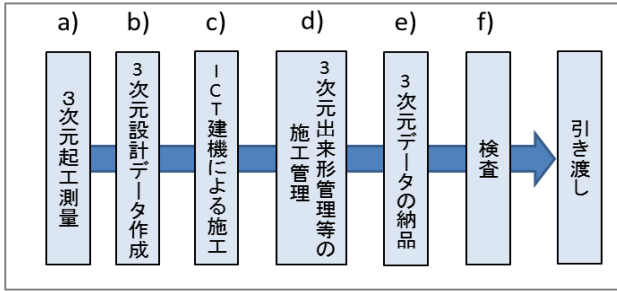 a)
b)
c)
d)
e)
f)
3次元起工測量
3次元設計データ作成
ICT建機による施工
3次元出来形管理等の
施工管理
3次元データの納品
検査
引き渡し